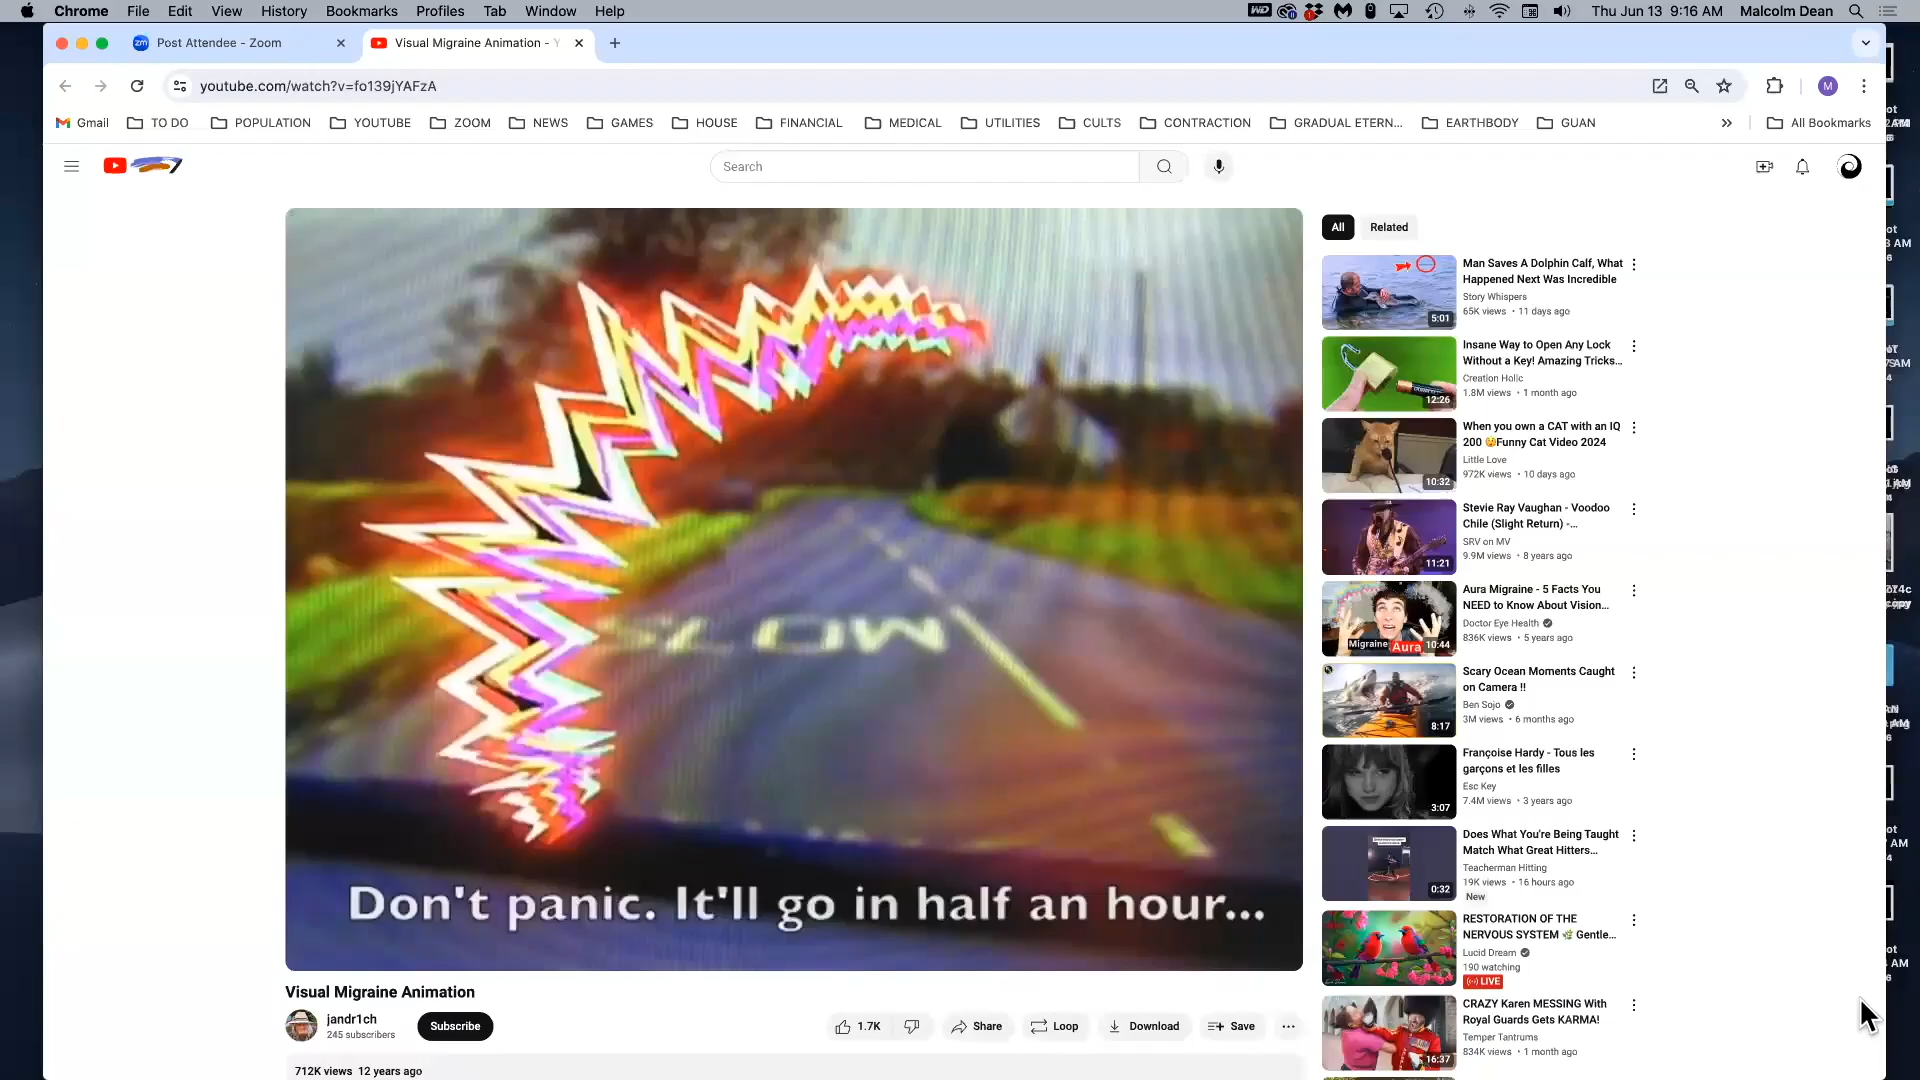 Chrome File Edit View History Bookmarks Profiles Tab Window Help
WD
Thu Jun 13 9:16 AM Malcolm Dean
zm Post Attendee - Zoom
Visual Migraine Animation - Y
youtube.com/watch?v=fo139jYAFzA
M
Gmail TO DO POPULATION YOUTUBE ZOOM NEWS GAMES HOUSE FINANCIAL MEDICAL UTILITIES CULTS CONTRACTION GRADUAL ETERN... EARTHBODY GUAN
All Bookmarks
Search
SLOW
Don't panic. It'll go in half an hour...
Visual Migraine Animation
jandr1ch
245 subscribers
Subscribe
1.7K
Share
Loop
Download
Save
712K views 12 years ago
All
Related
5:01
Man Saves A Dolphin Calf, What
Happened Next Was Incredible
Story Whispers
65K views • 11 days ago
12:26
Insane Way to Open Any Lock
Without a Key! Amazing Tricks...
Creation Holic
1.8M views • 1 month ago
10:32
When you own a CAT with an IQ
200 😲Funny Cat Video 2024
Little Love
972K views • 10 days ago
11:21
Stevie Ray Vaughan - Voodoo
Chile (Slight Return) -...
SRV on MV
9.9M views • 8 years ago
Migraine Aura 10:44
Aura Migraine - 5 Facts You
NEED to Know About Vision...
Doctor Eye Health
836K views • 5 years ago
8:17
Scary Ocean Moments Caught
on Camera !!
Ben Sojo
3M views • 6 months ago
3:07
Françoise Hardy - Tous les
garçons et les filles
Esc Key
7.4M views • 3 years ago
0:32
Does What You're Being Taught
Match What Great Hitters...
Teacherman Hitting
19K views • 16 hours ago
New
RESTORATION OF THE
NERVOUS SYSTEM 🌿 Gentle...
Lucid Dream
190 watching
LIVE
16:37
CRAZY Karen MESSING With
Royal Guards Gets KARMA!
Temper Tantrums
834K views • 1 month ago